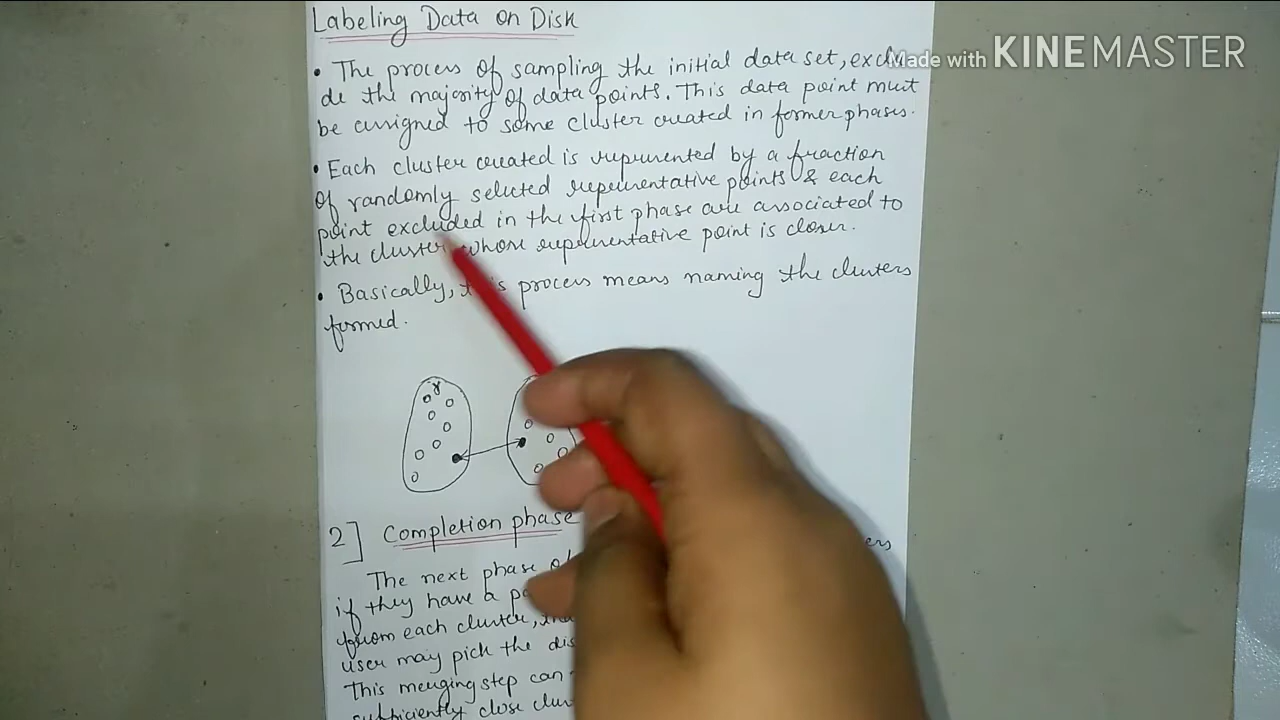 Labeling Data on Disk
Made with KINEMASTER
• The process of sampling the initial data set, exclu
de the majority of data points. This data point must
be assigned to some cluster created in former phases.
• Each cluster created is represented by a fraction
of randomly selected representative points & each
point excluded in the first phase are associated to
the cluster whose representative point is closer.
• Basically, this process means naming the clusters
formed.
2] Completion phase
The next phase of ers
if they have a
from each cluster,
user may pick the
This merging step can
sufficiently close